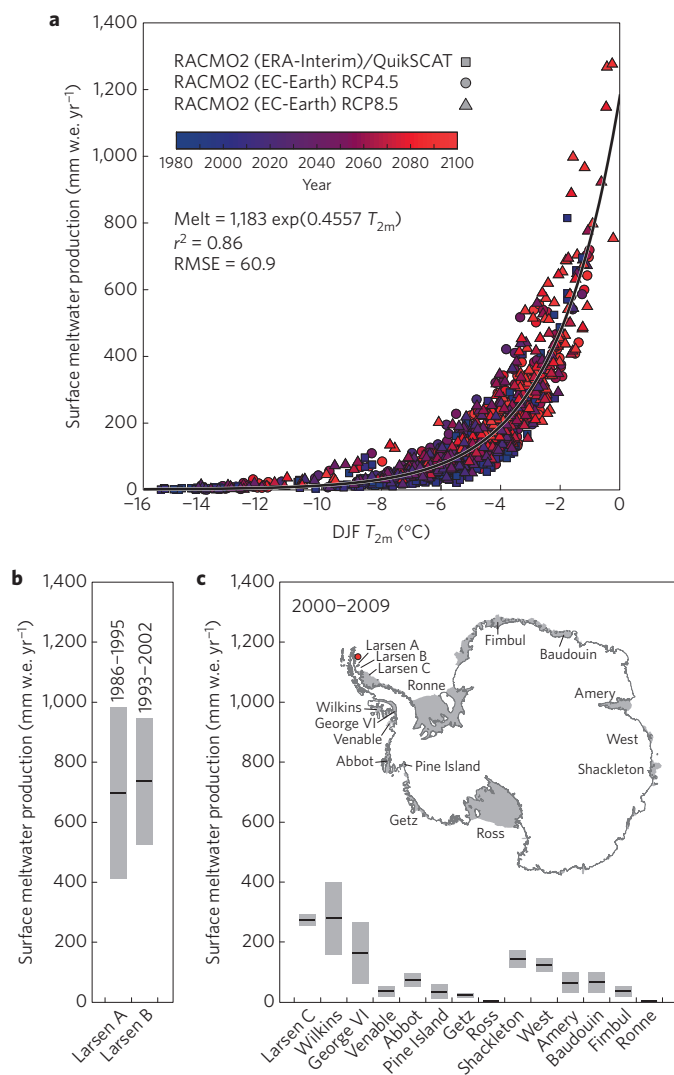 a
1,400
1,200
1,000
800
600
400
200
0
Surface meltwater production (mm w.e. yr⁻¹)
RACMO2 (ERA-Interim)/QuikSCAT
RACMO2 (EC-Earth) RCP4.5
RACMO2 (EC-Earth) RCP8.5
1980 2000 2020 2040 2060 2080 2100
Year
Melt = 1,183 exp(0.4557 T2m)
r² = 0.86
RMSE = 60.9
−16 −14 −12 −10 −8 −6 −4 −2 0
DJF T2m (°C)
b
1,400
1,200
1,000
800
600
400
200
0
Surface meltwater production (mm w.e. yr⁻¹)
1986–1995
1993–2002
Larsen A
Larsen B
c
1,400
1,200
1,000
800
600
400
200
0
Surface meltwater production (mm w.e. yr⁻¹)
2000–2009
Fimbul
Baudouin
Larsen A
Larsen B
Larsen C
Ronne
Amery
Wilkins
George VI
Venable
West
Abbot
Pine Island
Shackleton
Getz
Ross
Larsen C
Wilkins
George VI
Venable
Abbot
Pine Island
Getz
Ross
Shackleton
West
Amery
Baudouin
Fimbul
Ronne